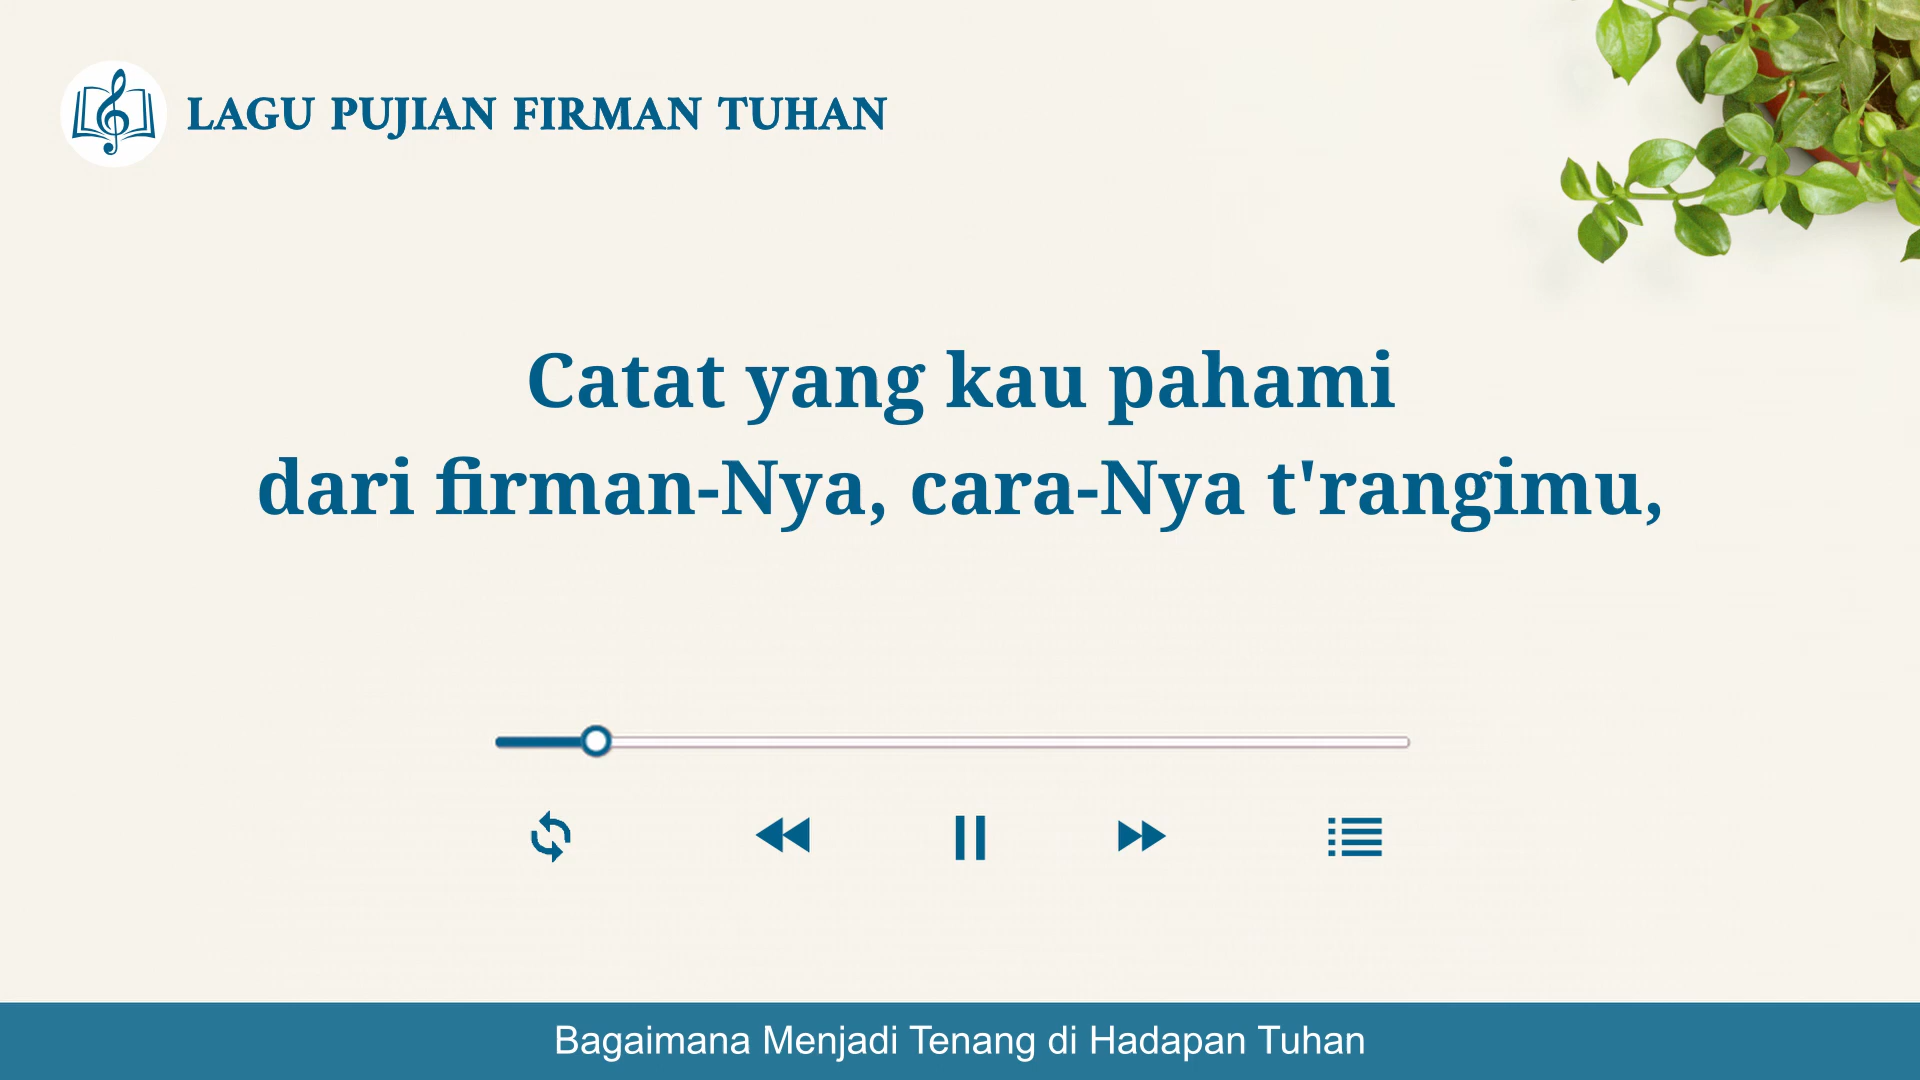 LAGU PUJIAN FIRMAN TUHAN
Catat yang kau pahami
dari firman-Nya, cara-Nya t'rangimu,
Bagaimana Menjadi Tenang di Hadapan Tuhan